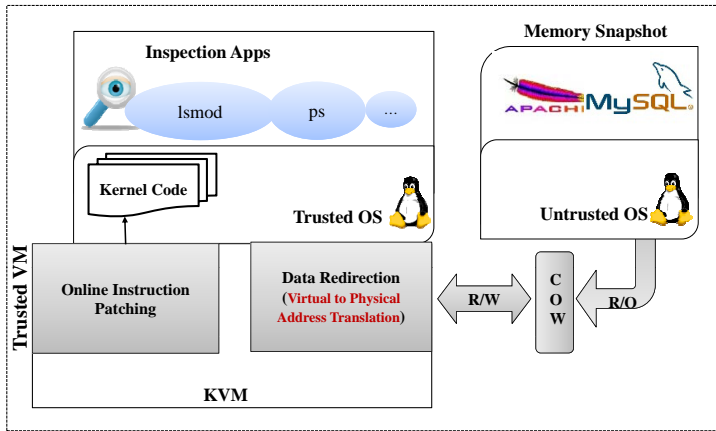 Memory Snapshot
Inspection Apps
lsmod
ps
...
APACHI
MySQL®
Kernel Code
Trusted OS
Untrusted OS
Trusted VM
Online Instruction
Patching
Data Redirection
(Virtual to Physical
Address Translation)
R/W
C
O
W
R/O
KVM